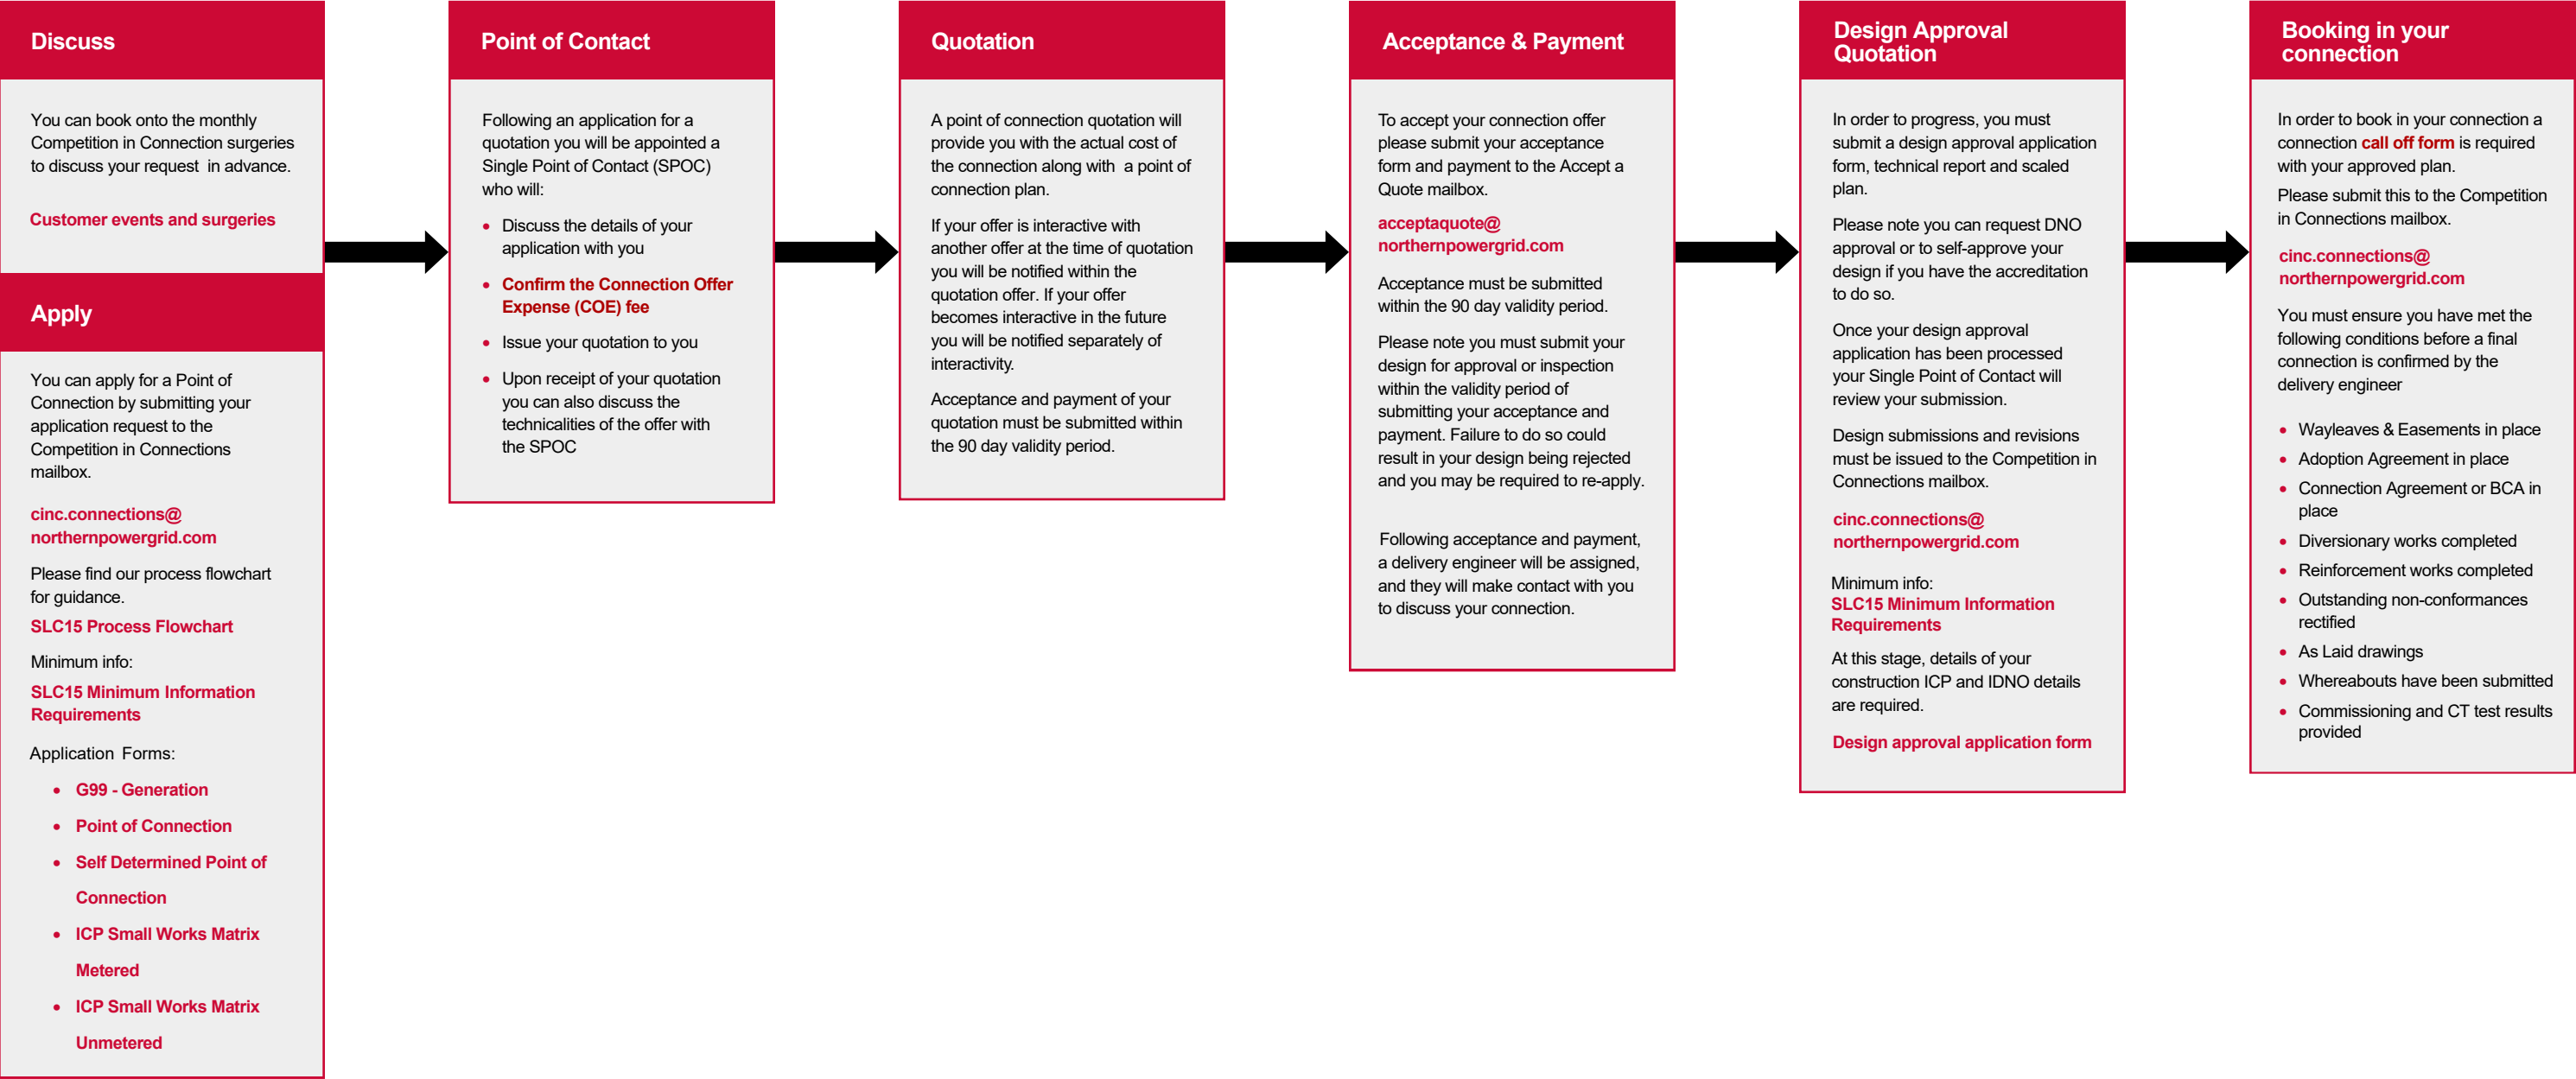 Discuss
You can book onto the monthly
Competition in Connection surgeries
to discuss your request in advance.
Customer events and surgeries
Apply
You can apply for a Point of
Connection by submitting your
application request to the
Competition in Connections
mailbox.
cinc.connections@
northernpowergrid.com
Please find our process flowchart
for guidance.
SLC15 Process Flowchart
Minimum info:
SLC15 Minimum Information
Requirements
Application Forms:
• G99 - Generation
• Point of Connection
• Self Determined Point of
Connection
• ICP Small Works Matrix
Metered
• ICP Small Works Matrix
Unmetered
Point of Contact
Following an application for a
quotation you will be appointed a
Single Point of Contact (SPOC)
who will:
• Discuss the details of your
application with you
• Confirm the Connection Offer
Expense (COE) fee
• Issue your quotation to you
• Upon receipt of your quotation
you can also discuss the
technicalities of the offer with
the SPOC
Quotation
A point of connection quotation will
provide you with the actual cost of
the connection along with a point of
connection plan.
If your offer is interactive with
another offer at the time of quotation
you will be notified within the
quotation offer. If your offer
becomes interactive in the future
you will be notified separately of
interactivity.
Acceptance and payment of your
quotation must be submitted within
the 90 day validity period.
Acceptance & Payment
To accept your connection offer
please submit your acceptance
form and payment to the Accept a
Quote mailbox.
acceptaquote@
northernpowergrid.com
Acceptance must be submitted
within the 90 day validity period.
Please note you must submit your
design for approval or inspection
within the validity period of
submitting your acceptance and
payment. Failure to do so could
result in your design being rejected
and you may be required to re-apply.
Following acceptance and payment,
a delivery engineer will be assigned,
and they will make contact with you
to discuss your connection.
Design Approval
Quotation
In order to progress, you must
submit a design approval application
form, technical report and scaled
plan.
Please note you can request DNO
approval or to self-approve your
design if you have the accreditation
to do so.
Once your design approval
application has been processed
your Single Point of Contact will
review your submission.
Design submissions and revisions
must be issued to the Competition in
Connections mailbox.
cinc.connections@
northernpowergrid.com
Minimum info:
SLC15 Minimum Information
Requirements
At this stage, details of your
construction ICP and IDNO details
are required.
Design approval application form
Booking in your
connection
In order to book in your connection a
connection call off form is required
with your approved plan.
Please submit this to the Competition
in Connections mailbox.
cinc.connections@
northernpowergrid.com
You must ensure you have met the
following conditions before a final
connection is confirmed by the
delivery engineer
• Wayleaves & Easements in place
• Adoption Agreement in place
• Connection Agreement or BCA in
place
• Diversionary works completed
• Reinforcement works completed
• Outstanding non-conformances
rectified
• As Laid drawings
• Whereabouts have been submitted
• Commissioning and CT test results
provided